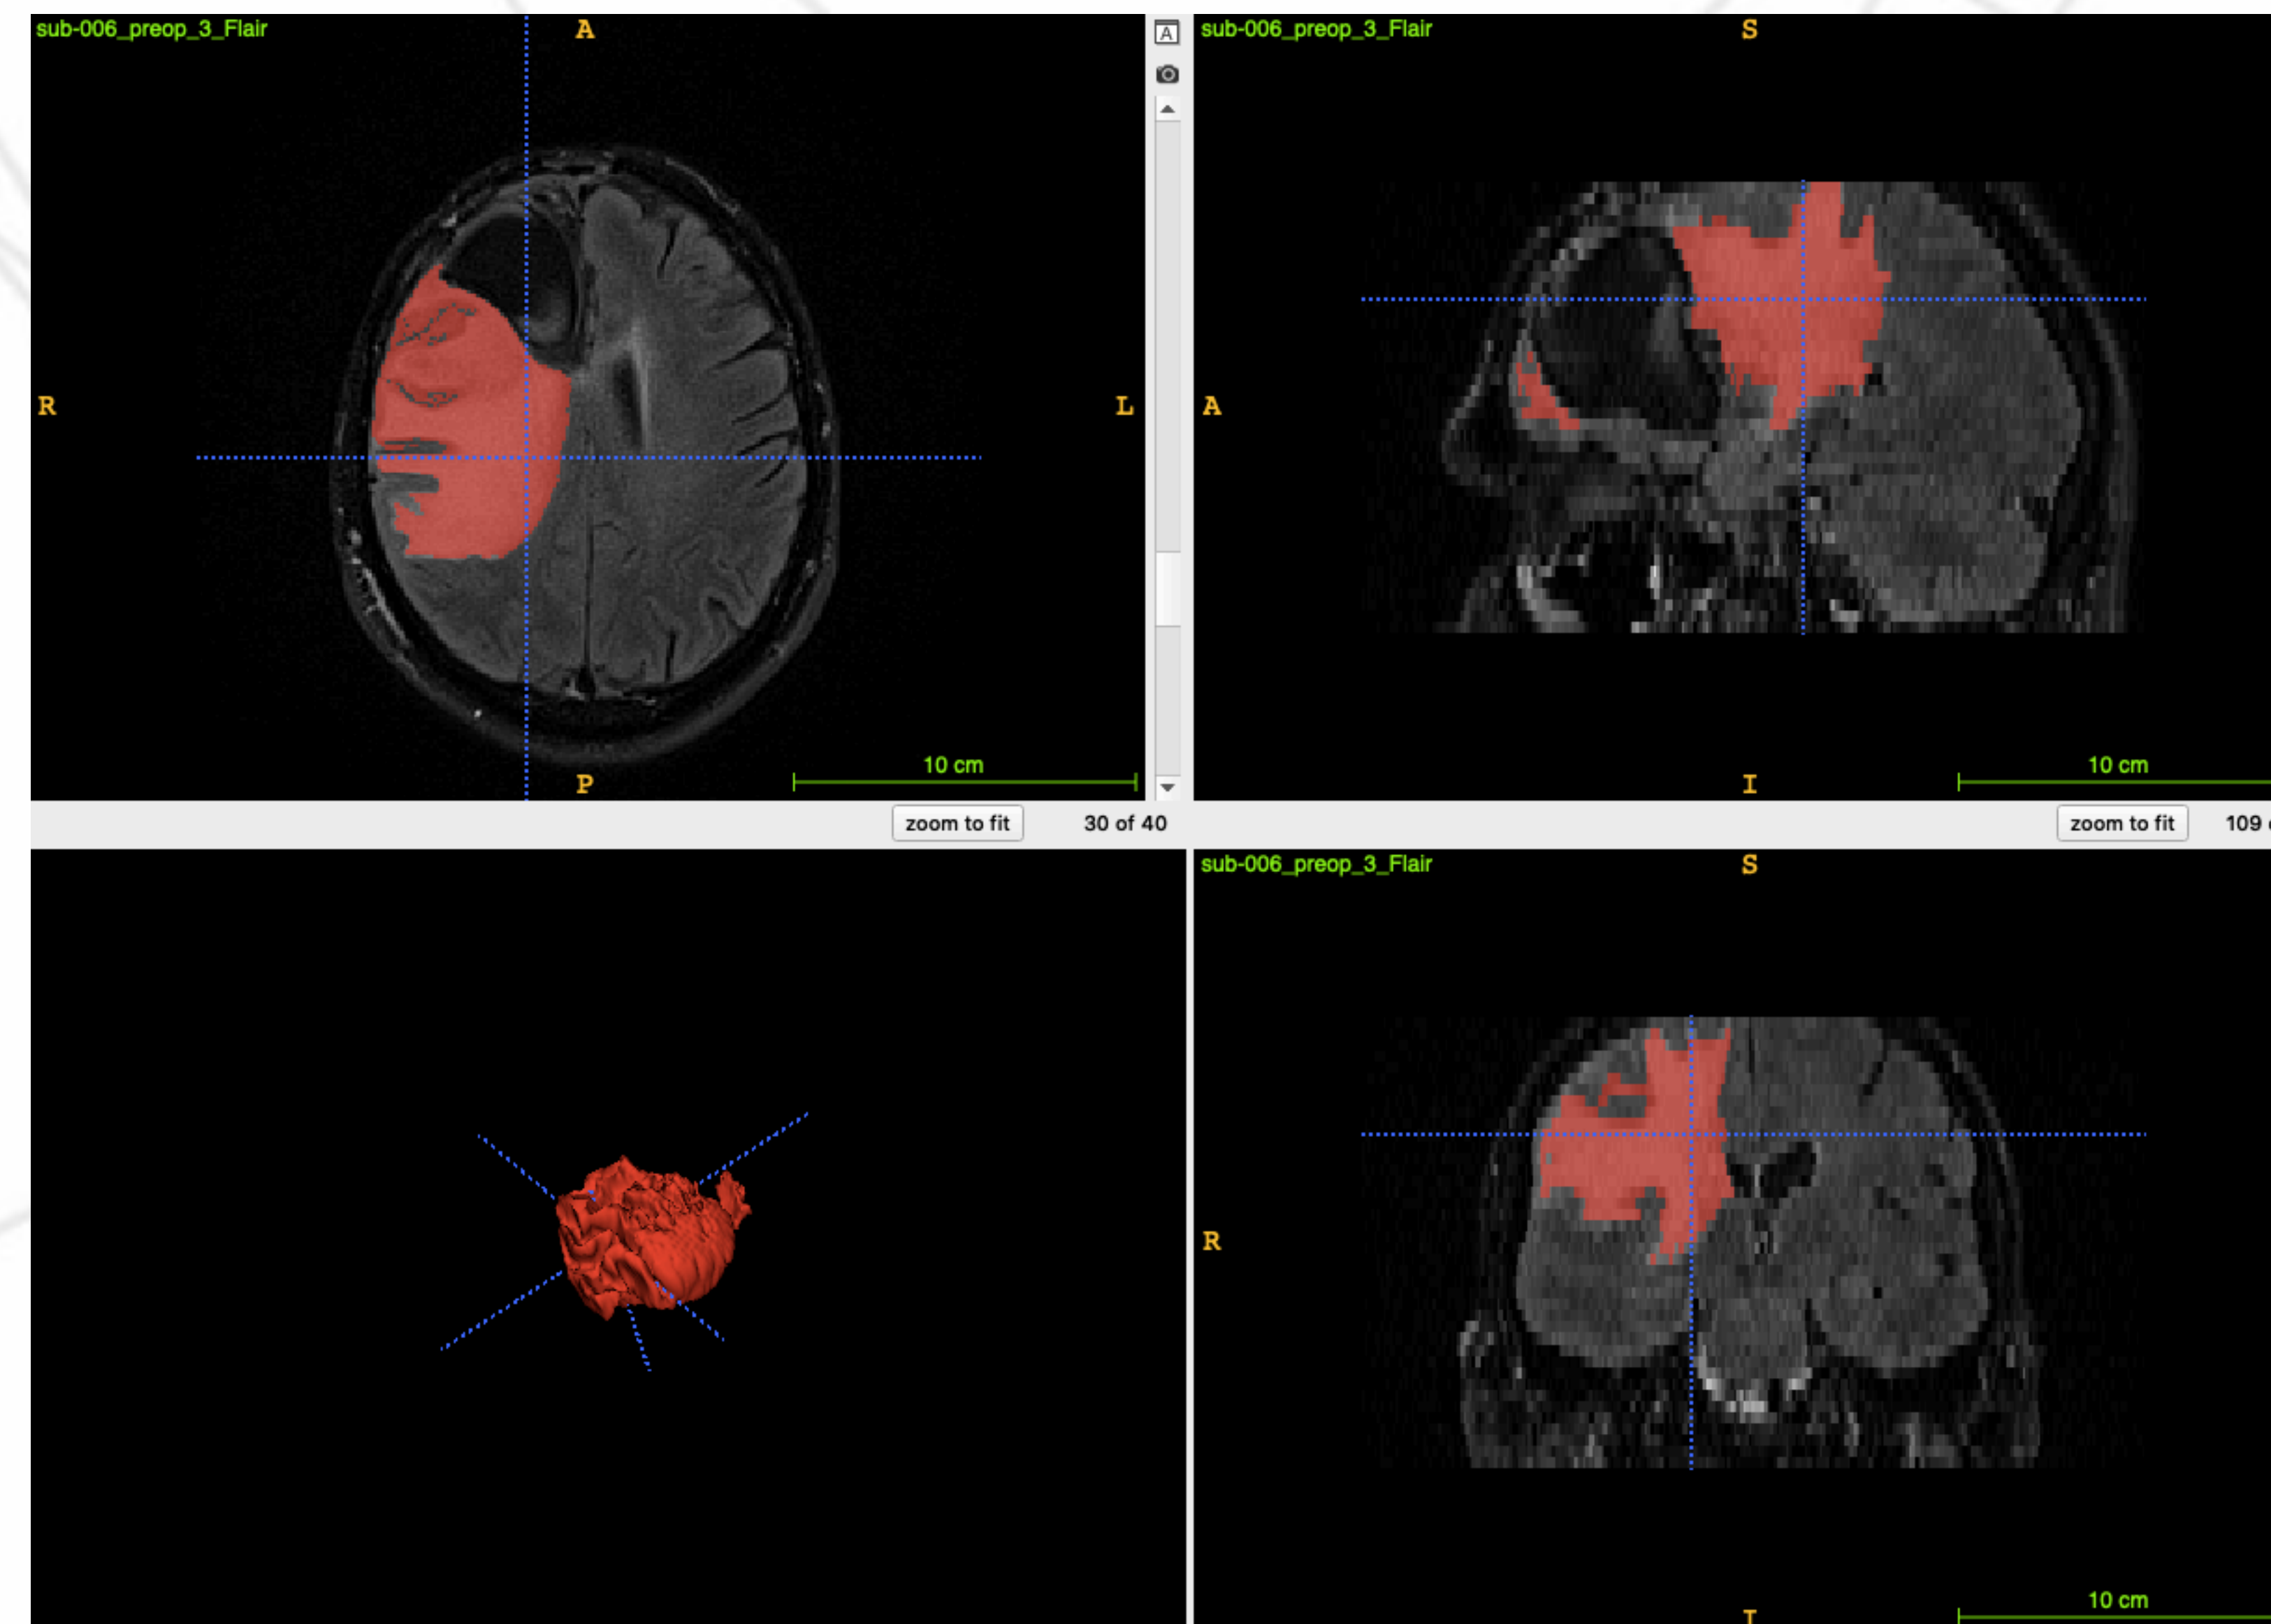 sub-006_preop_3_Flair
A
R
L
P
10 cm
A
zoom to fit
30 of 40
sub-006_preop_3_Flair
S
A
I
10 cm
zoom to fit
109
sub-006_preop_3_Flair
S
R
I
10 cm